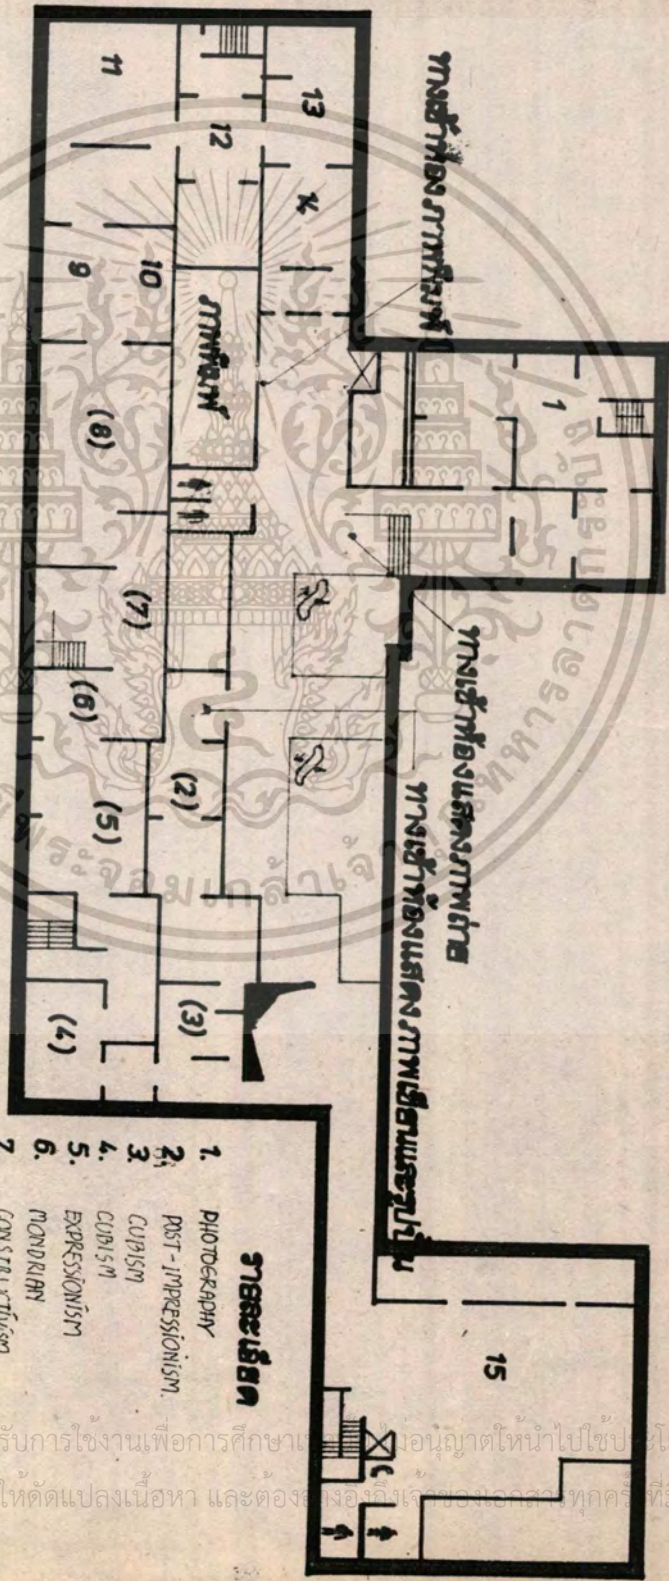 ทางเข้าห้องภาพพิมพ์
ทางเข้าห้องแสดงภาพถ่าย
ทางเข้าห้องแสดงภาพเขียนและรูปปั้น
11
13
12
14
10
9
ภาพพิมพ์
1
(8)
(7)
(6)
(2)
(5)
(3)
(4)
15
รายละเอียด
1. PHOTOGRAPHY
2 POST-IMPRESSIONISM.
3. CUBISM
4. CUBISM
5. EXPRESSIONISM
6. MONDRIAN
7. CONSTRUCTIVISM